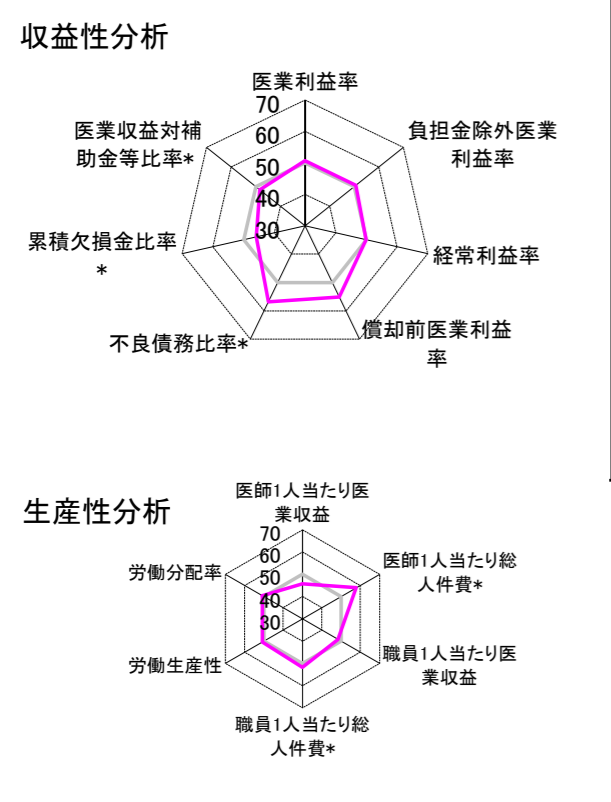 収益性分析
医業利益率
70
60
50
40
30
負担金除外医業
利益率
経常利益率
償却前医業利益
率
不良債務比率*
累積欠損金比率
*
医業収益対補
助金等比率*
生産性分析
医師1人当たり医
業収益
70
60
50
40
30
医師1人当たり総
人件費*
職員1人当たり医
業収益
職員1人当たり総
人件費*
労働生産性
労働分配率